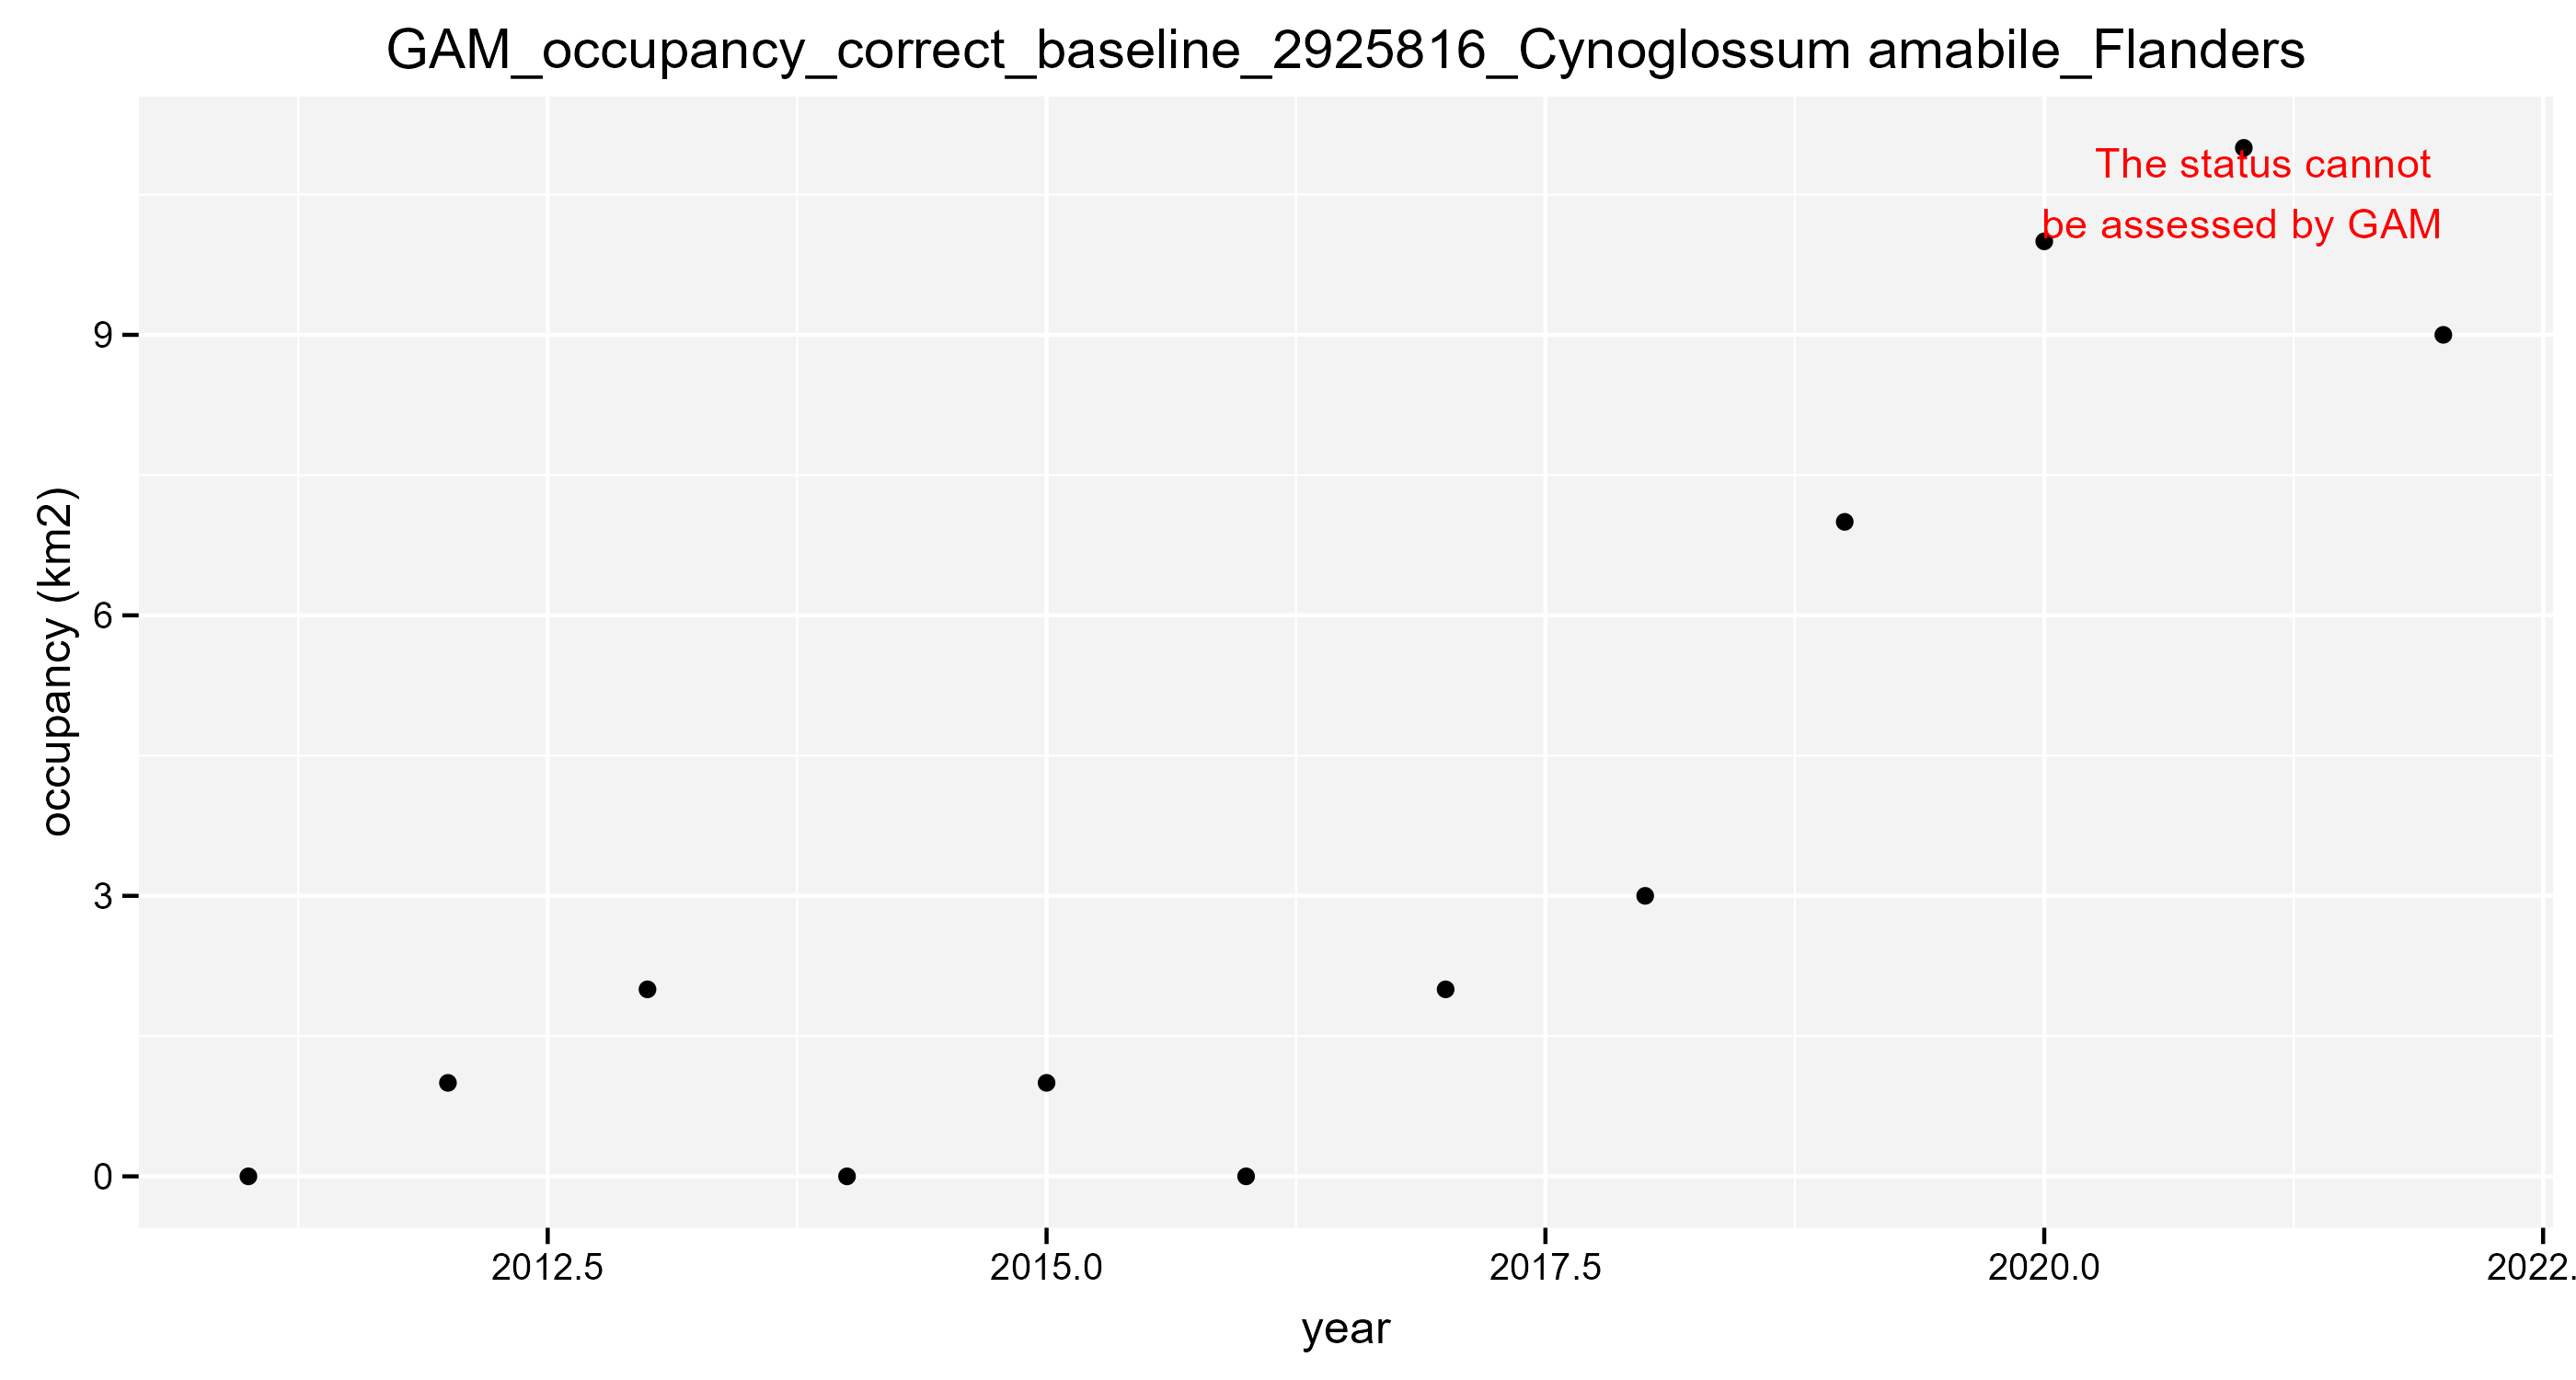 GAM_occupancy_correct_baseline_2925816_Cynoglossum amabile_Flanders
The status cannot
be assessed by GAM
9
6
3
0
occupancy (km2)
2012.5
2015.0
2017.5
2020.0
2022.
year